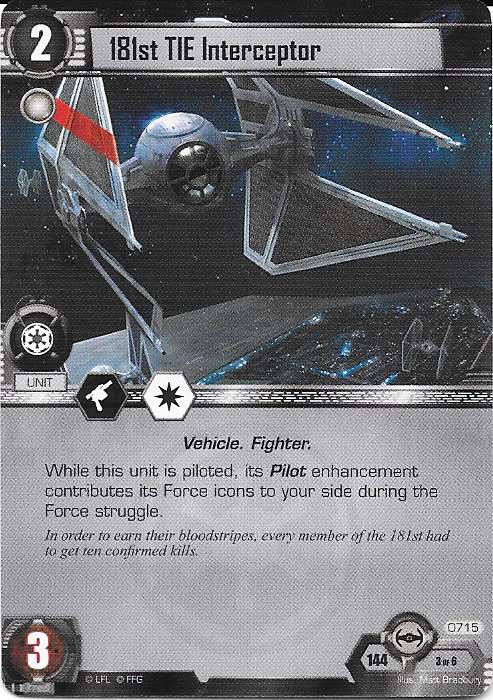 2
181st TIE Interceptor
UNIT
Vehicle. Fighter.
While this unit is piloted, its Pilot enhancement
contributes its Force icons to your side during the
Force struggle.
In order to earn their bloodstripes, every member of the 181st had
to get ten confirmed kills.
0715
3
144
3 OF 6
© LFL © FFG
Illus. Matt Bradbury